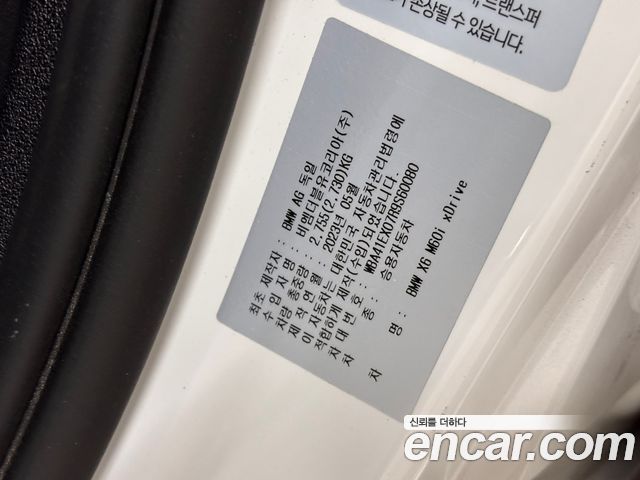 , 트랜스퍼
손상될 수 있습니다.
최초 제작자: BMW AG 독일
수 입 자 명 : 비엠더블유코리아(주)
차량 총중량 : 2.755(2.730)KG
제 작 연 월 : 2023년 05월
이 자동차는 대한민국 자동차관리법령에
적합하게 제작(수입)되었습니다.
차 대 번 호 : WBA41EX07R9S60080
차 종 : 승용자동차
차 명 : BMW X6 M60i xDrive
신뢰를 더하다
encar.com